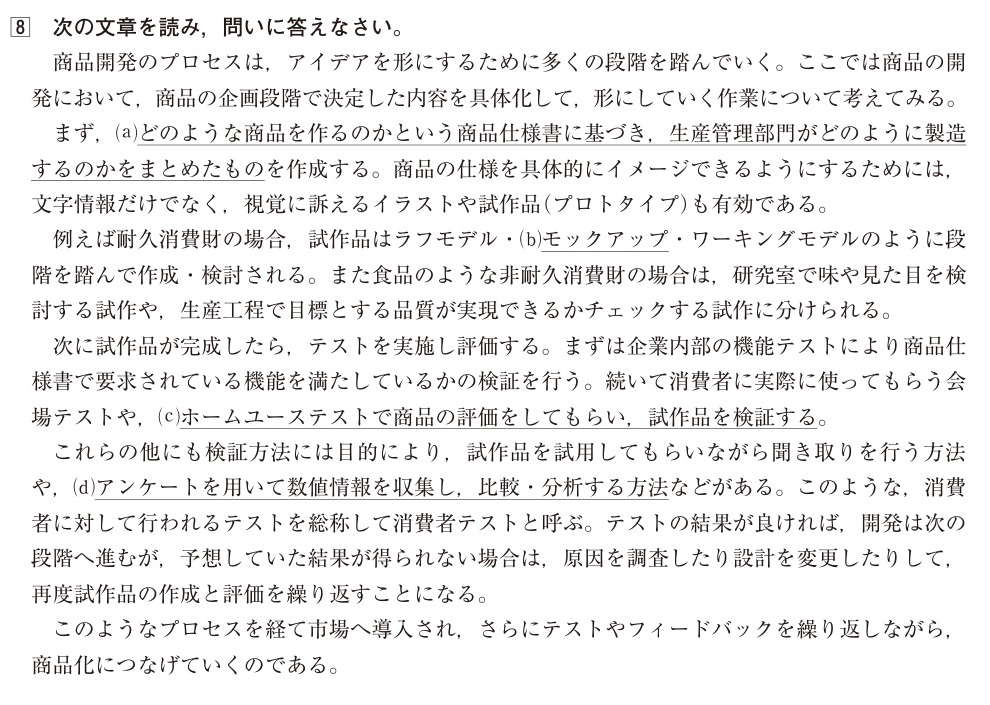 8 次の文章を読み，問いに答えなさい。
商品開発のプロセスは，アイデアを形にするために多くの段階を踏んでいく。ここでは商品の開
発において，商品の企画段階で決定した内容を具体化して，形にしていく作業について考えてみる。
まず，(a)どのような商品を作るのかという商品仕様書に基づき，生産管理部門がどのように製造
するのかをまとめたものを作成する。商品の仕様を具体的にイメージできるようにするためには，
文字情報だけでなく，視覚に訴えるイラストや試作品(プロトタイプ)も有効である。
例えば耐久消費財の場合，試作品はラフモデル・(b)モックアップ・ワーキングモデルのように段
階を踏んで作成・検討される。また食品のような非耐久消費財の場合は，研究室で味や見た目を検
討する試作や，生産工程で目標とする品質が実現できるかチェックする試作に分けられる。
次に試作品が完成したら，テストを実施し評価する。まずは企業内部の機能テストにより商品仕
様書で要求されている機能を満たしているかの検証を行う。続いて消費者に実際に使ってもらう会
場テストや，(c)ホームユーステストで商品の評価をしてもらい，試作品を検証する。
これらの他にも検証方法には目的により，試作品を試用してもらいながら聞き取りを行う方法
や，(d)アンケートを用いて数値情報を収集し，比較・分析する方法などがある。このような，消費
者に対して行われるテストを総称して消費者テストと呼ぶ。テストの結果が良ければ，開発は次の
段階へ進むが，予想していた結果が得られない場合は，原因を調査したり設計を変更したりして，
再度試作品の作成と評価を繰り返すことになる。
このようなプロセスを経て市場へ導入され，さらにテストやフィードバックを繰り返しながら，
商品化につなげていくのである。